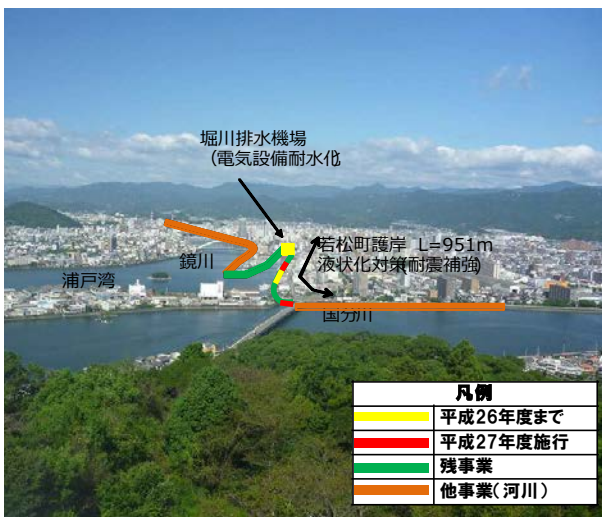 堀川排水機場
（電気設備耐水化
若松町護岸 L=951m
液状化対策(耐震補強)
鏡川
浦戸湾
国分川
凡例
平成26年度まで
平成27年度施行
残事業
他事業(河川)